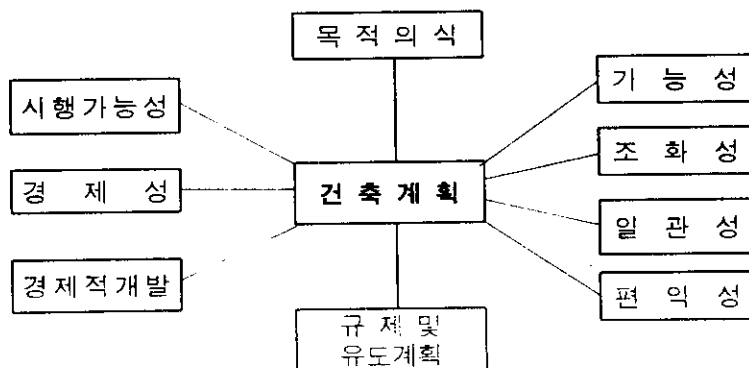 목적의식
시행가능성
기능성
조화성
경제성
건축계획
일관성
경제적개발
편익성
규제및
유도계획